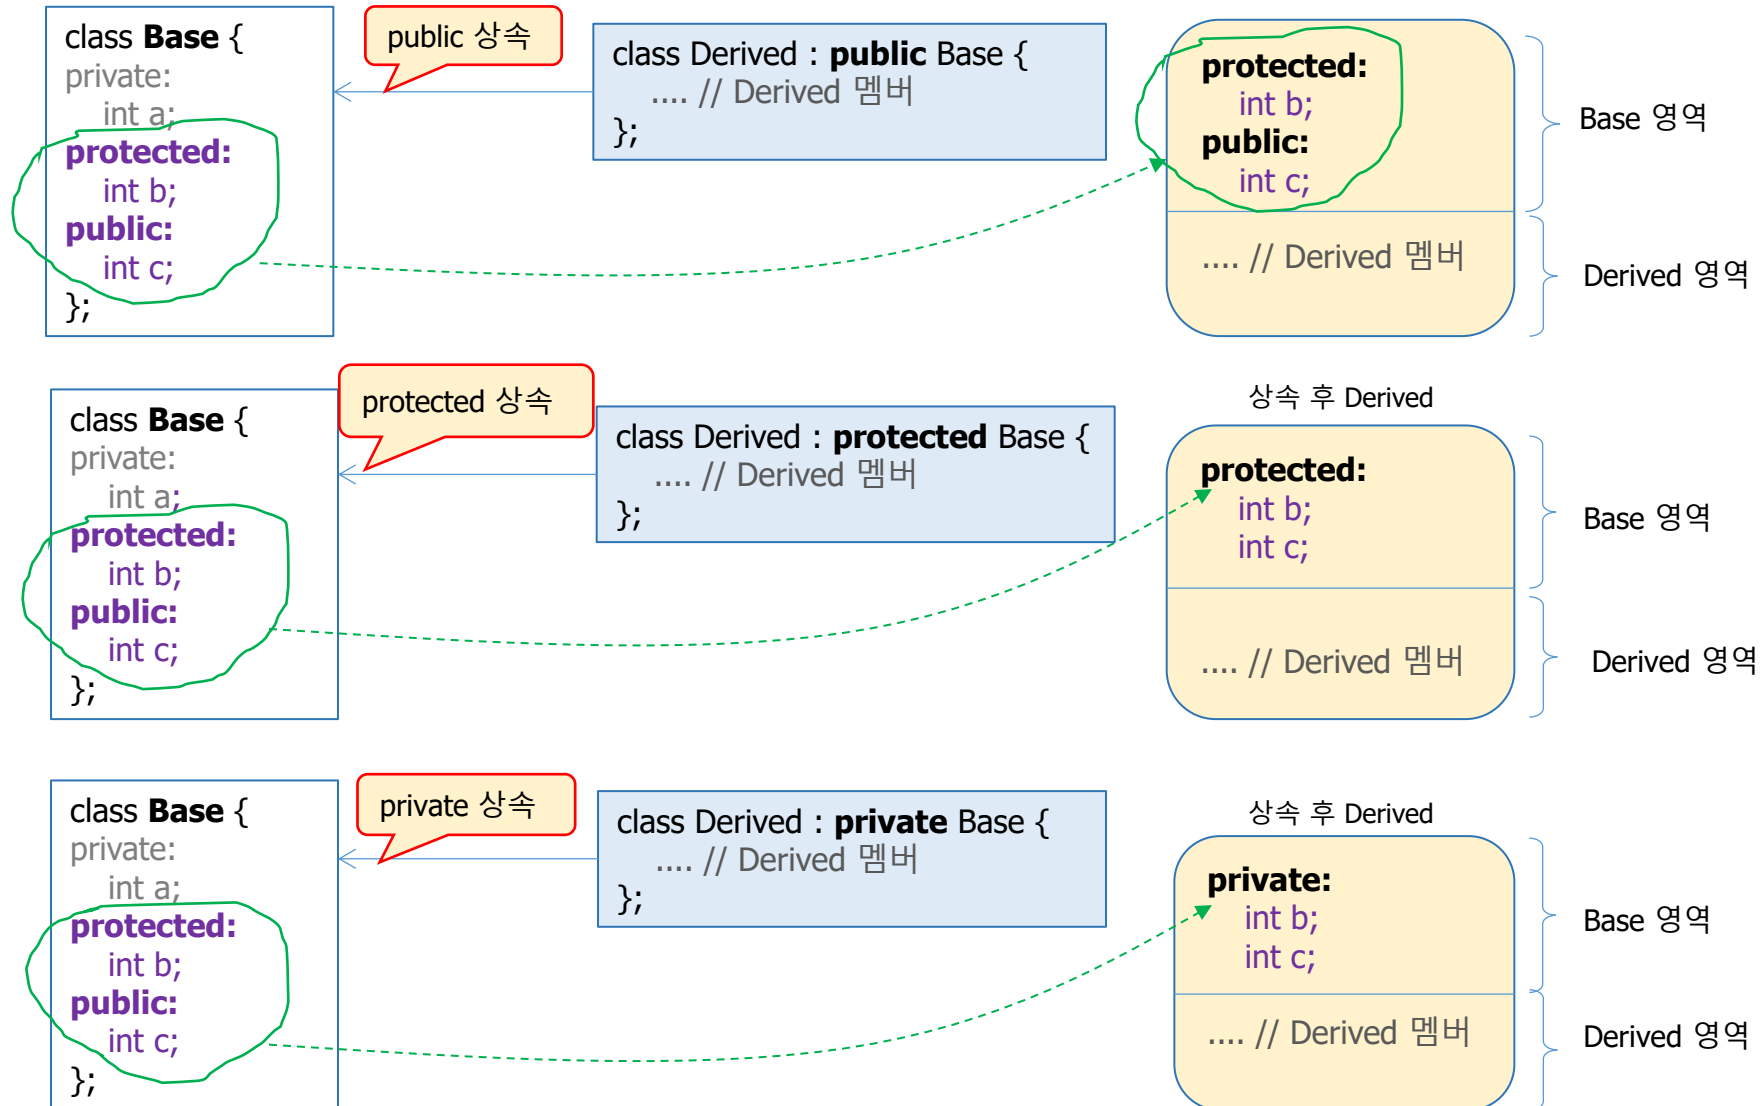 class Base {
private:
int a;
protected:
int b;
public:
int c;
};
public 상속
class Derived : public Base {
.... // Derived 멤버
};
protected:
int b;
public:
int c;
.... // Derived 멤버
Base 영역
Derived 영역
class Base {
private:
int a;
protected:
int b;
public:
int c;
};
protected 상속
class Derived : protected Base {
.... // Derived 멤버
};
상속 후 Derived
protected:
int b;
int c;
.... // Derived 멤버
Base 영역
Derived 영역
class Base {
private:
int a;
protected:
int b;
public:
int c;
};
private 상속
class Derived : private Base {
.... // Derived 멤버
};
상속 후 Derived
private:
int b;
int c;
.... // Derived 멤버
Base 영역
Derived 영역